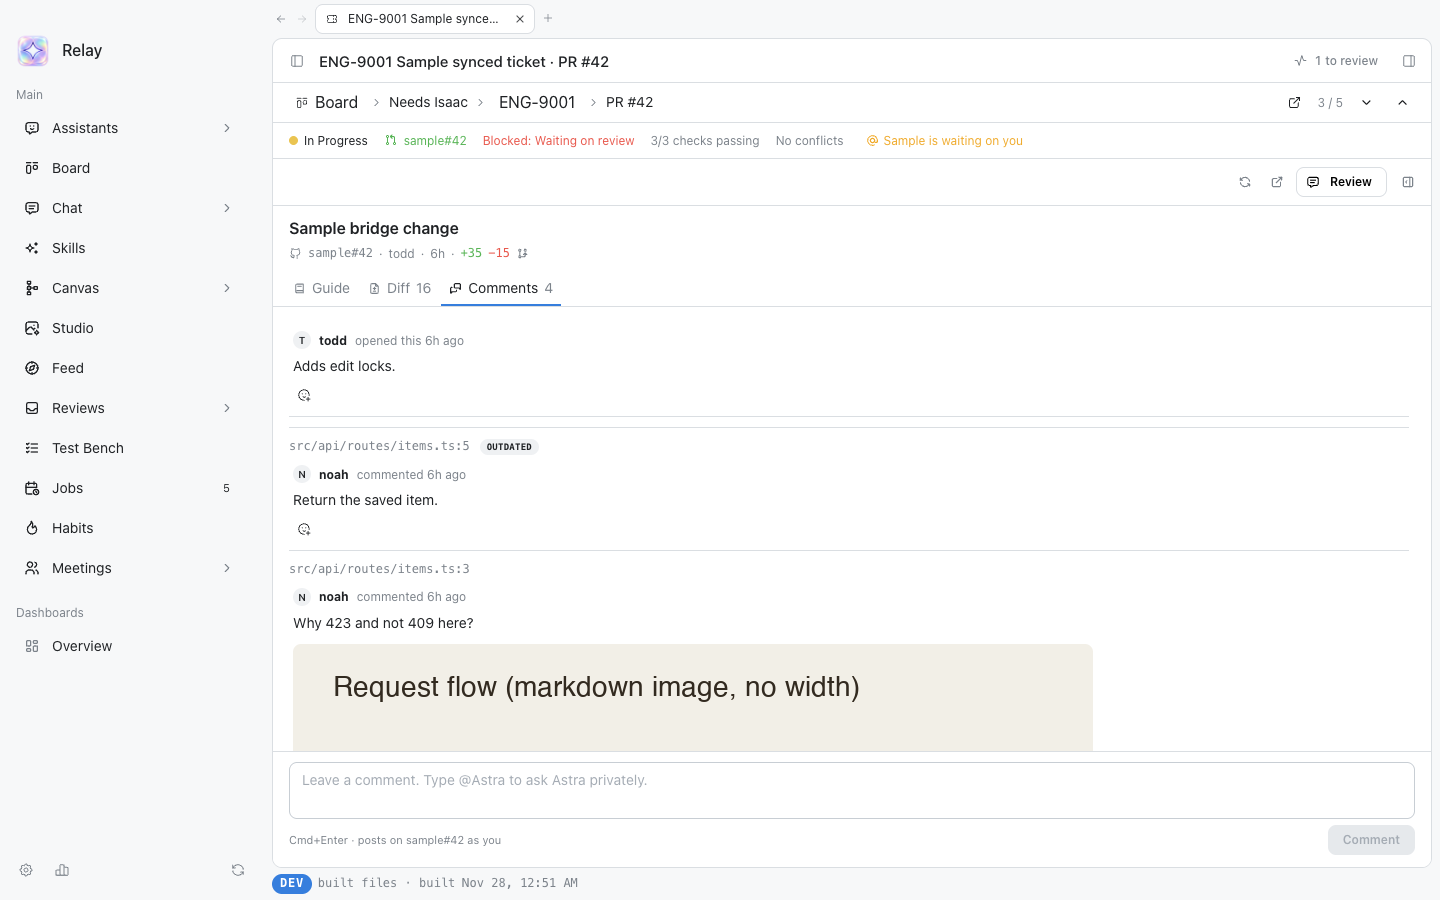 ENG-9001 Sample synce...
Relay
Main
Assistants
Board
Chat
Skills
Canvas
Studio
Feed
Reviews
Test Bench
Jobs 5
Habits
Meetings
Dashboards
Overview
ENG-9001 Sample synced ticket · PR #42
1 to review
Board
Needs Isaac
ENG-9001
PR #42
3 / 5
In Progress
sample#42
Blocked: Waiting on review
3/3 checks passing
No conflicts
Sample is waiting on you
Review
Sample bridge change
sample#42 · todd · 6h · +35 −15
Guide
Diff 16
Comments 4
T todd opened this 6h ago
Adds edit locks.
src/api/routes/items.ts:5 OUTDATED
N noah commented 6h ago
Return the saved item.
src/api/routes/items.ts:3
N noah commented 6h ago
Why 423 and not 409 here?
Request flow (markdown image, no width)
Leave a comment. Type @Astra to ask Astra privately.
Cmd+Enter · posts on sample#42 as you
Comment
DEV built files · built Nov 28, 12:51 AM